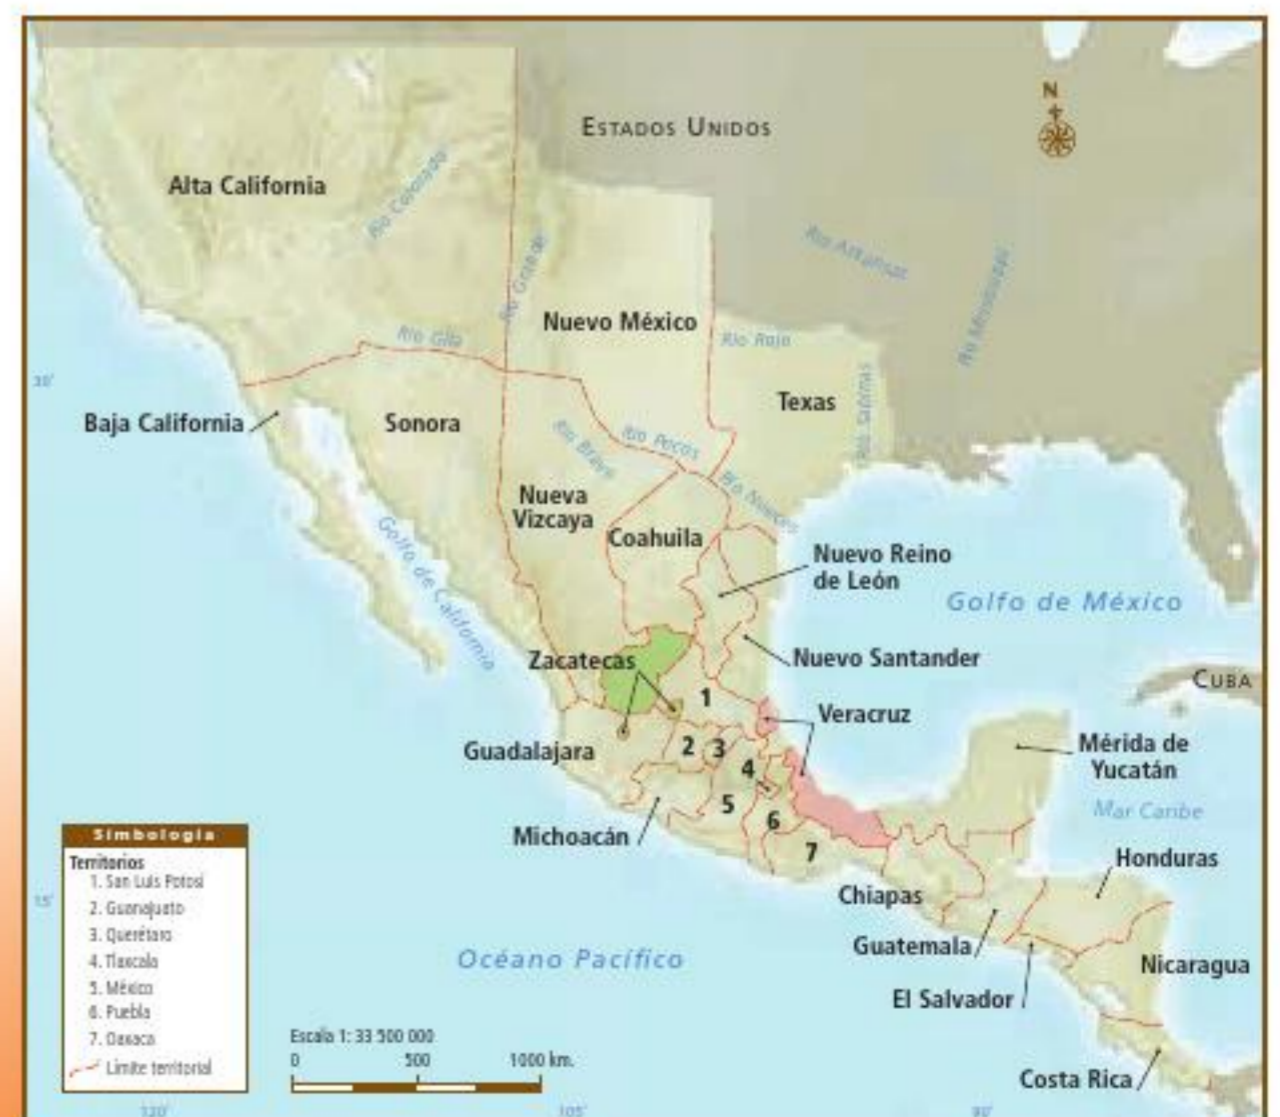 N
ESTADOS UNIDOS
Alta California
Río Colorado
Río Grande
Río Arkansas
Río Mississippi
Nuevo México
Río Gila
Río Rojo
30°
Texas
Río Sabinas
Baja California
Sonora
Río Bravo
Río Pecos
Río Nueces
Nueva
Vizcaya
Coahuila
Golfo de California
Nuevo Reino
de León
Golfo de México
Zacatecas
Nuevo Santander
CUBA
1
Veracruz
Guadalajara
2
3
4
Mérida de
Yucatán
5
6
Mar Caribe
Michoacán
7
Honduras
Chiapas
Guatemala
Océano Pacífico
Nicaragua
El Salvador
Costa Rica
15°
Simbología
Territorios
1. San Luis Potosí
2. Guanajuato
3. Querétaro
4. Tlaxcala
5. México
6. Puebla
7. Oaxaca
Límite territorial
Escala 1: 33 500 000
0 500 1000 km.
120° 105° 90°